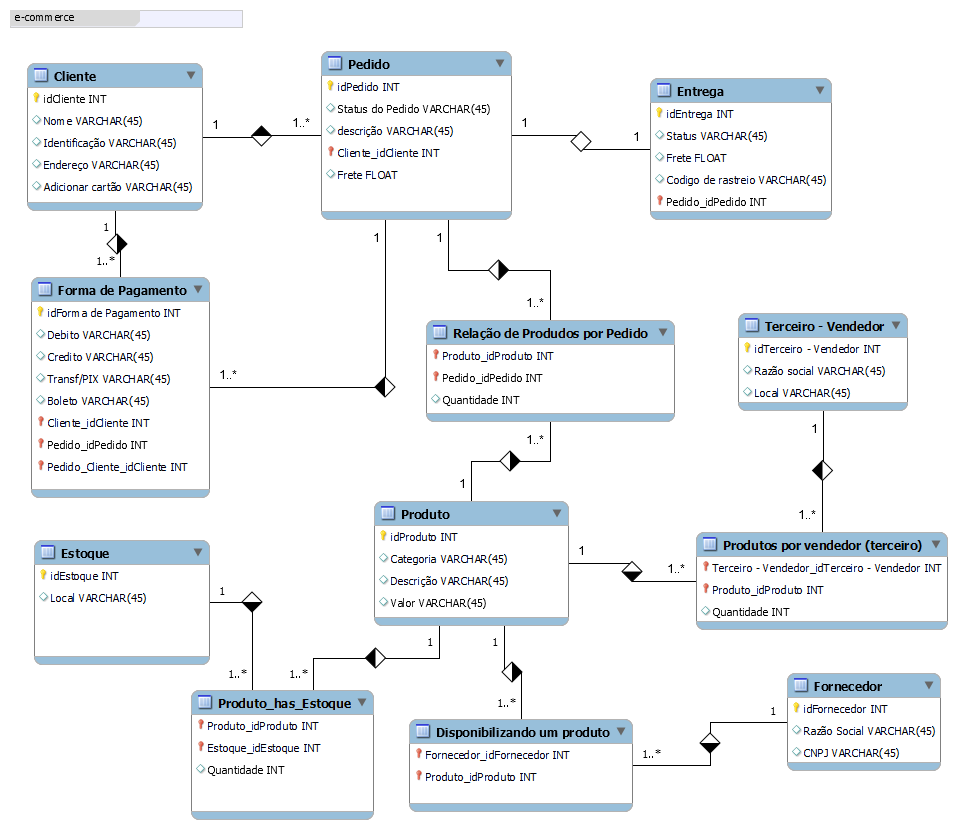 e-commerce
Cliente
idCliente INT
Nome VARCHAR(45)
Identificação VARCHAR(45)
Endereço VARCHAR(45)
Adicionar cartão VARCHAR(45)
1
1..*
Pedido
idPedido INT
Status do Pedido VARCHAR(45)
descrição VARCHAR(45)
Cliente_idCliente INT
Frete FLOAT
1
1
Entrega
idEntrega INT
Status VARCHAR(45)
Frete FLOAT
Codigo de rastreio VARCHAR(45)
Pedido_idPedido INT
1
1..*
1
1
1..*
Forma de Pagamento
idForma de Pagamento INT
Debito VARCHAR(45)
Credito VARCHAR(45)
Transf/PIX VARCHAR(45)
Boleto VARCHAR(45)
Cliente_idCliente INT
Pedido_idPedido INT
Pedido_Cliente_idCliente INT
1..*
Relação de Produdos por Pedido
Produto_idProduto INT
Pedido_idPedido INT
Quantidade INT
1..*
1
Terceiro - Vendedor
idTerceiro - Vendedor INT
Razão social VARCHAR(45)
Local VARCHAR(45)
1
1..*
Produto
idProduto INT
Categoria VARCHAR(45)
Descrição VARCHAR(45)
Valor VARCHAR(45)
1
1..*
Produtos por vendedor (terceiro)
Terceiro - Vendedor_idTerceiro - Vendedor INT
Produto_idProduto INT
Quantidade INT
Estoque
idEstoque INT
Local VARCHAR(45)
1
1..*
1
1..*
1
1..*
Produto_has_Estoque
Produto_idProduto INT
Estoque_idEstoque INT
Quantidade INT
Disponibilizando um produto
Fornecedor_idFornecedor INT
Produto_idProduto INT
1..*
1
Fornecedor
idFornecedor INT
Razão Social VARCHAR(45)
CNPJ VARCHAR(45)